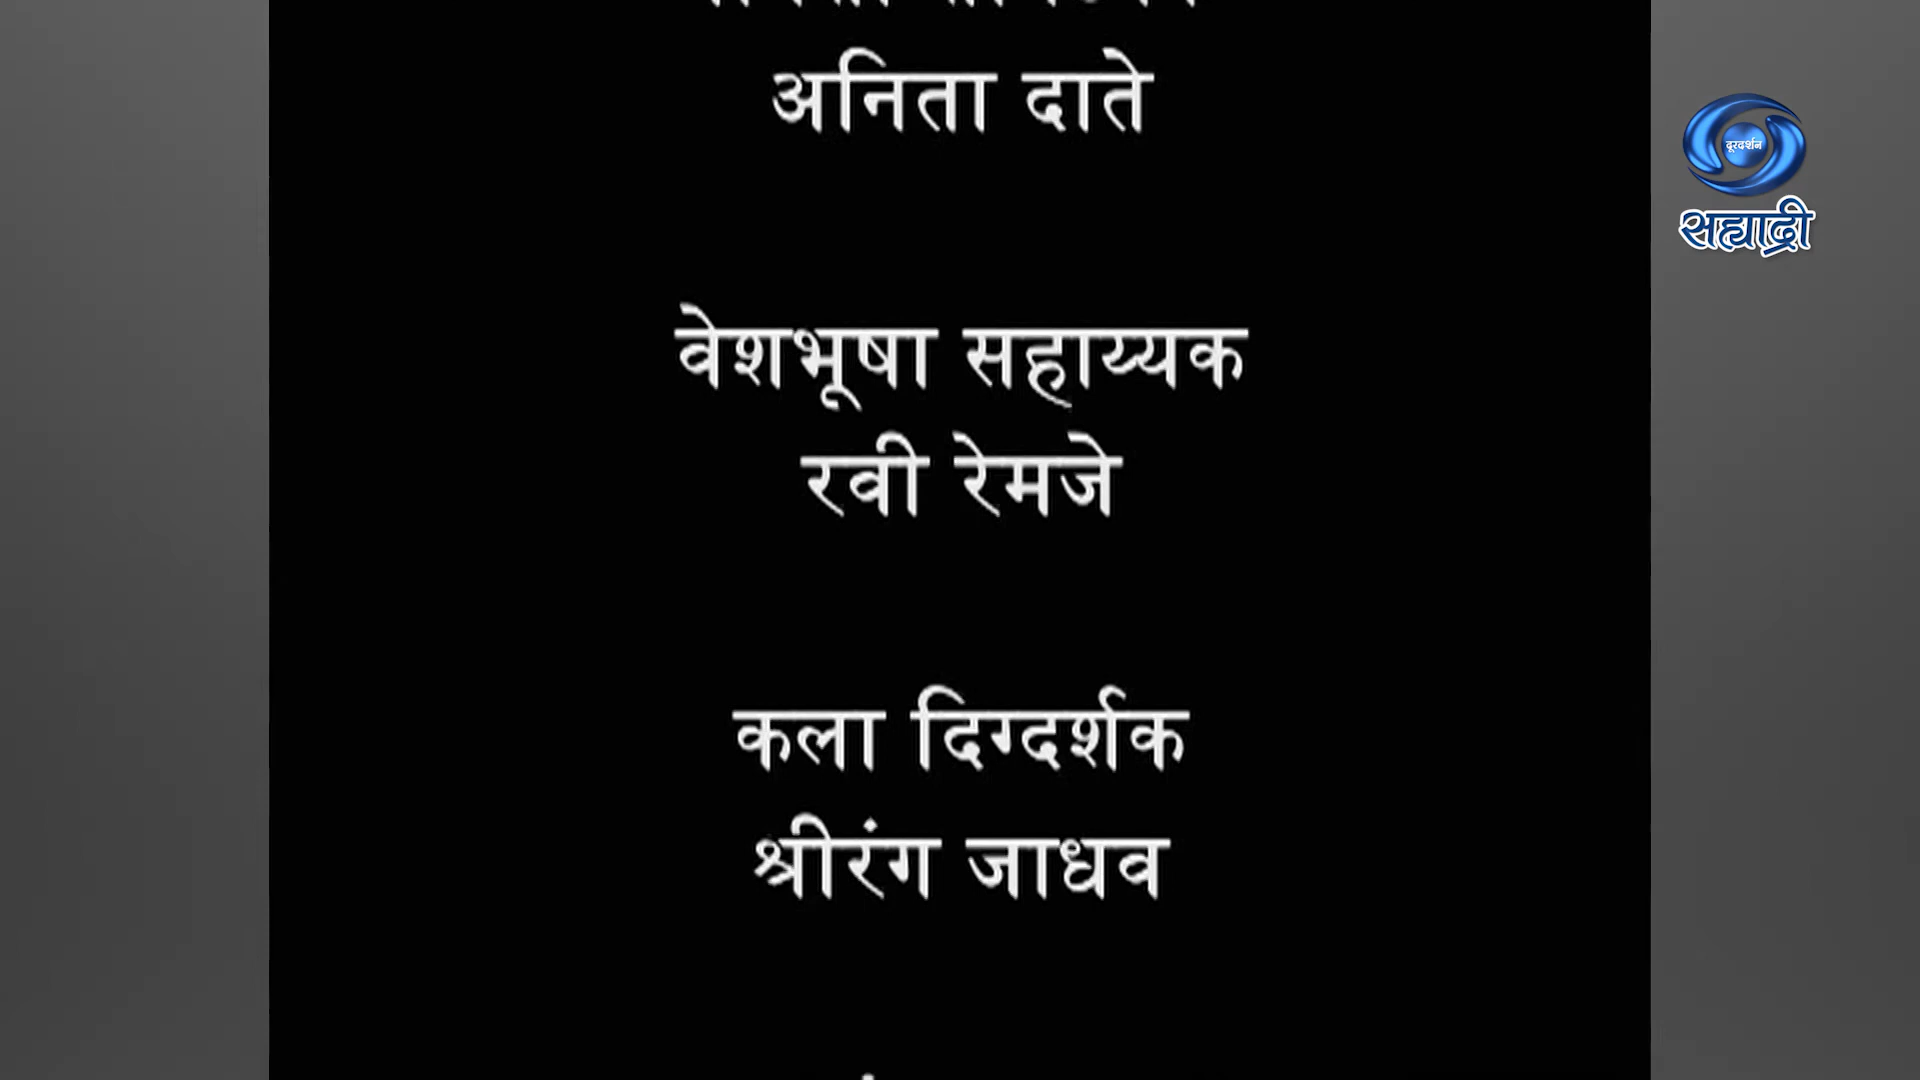 अनिता दाते
दूरदर्शन
सह्याद्री
वेशभूषा सहाय्यक
रवी रेमजे
कला दिग्दर्शक
श्रीरंग जाधव